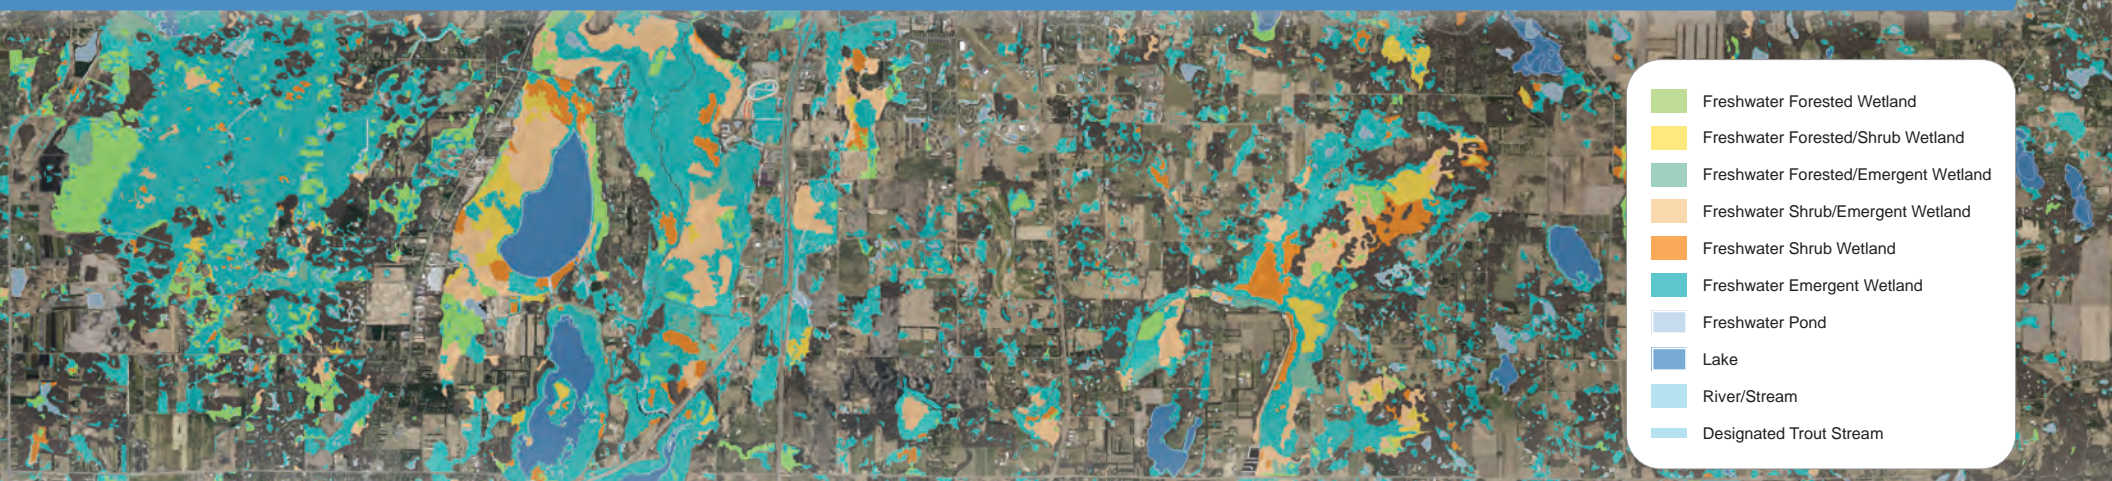 Freshwater Forested Wetland
Freshwater Forested/Shrub Wetland
Freshwater Forested/Emergent Wetland
Freshwater Shrub/Emergent Wetland
Freshwater Shrub Wetland
Freshwater Emergent Wetland
Freshwater Pond
Lake
River/Stream
Designated Trout Stream